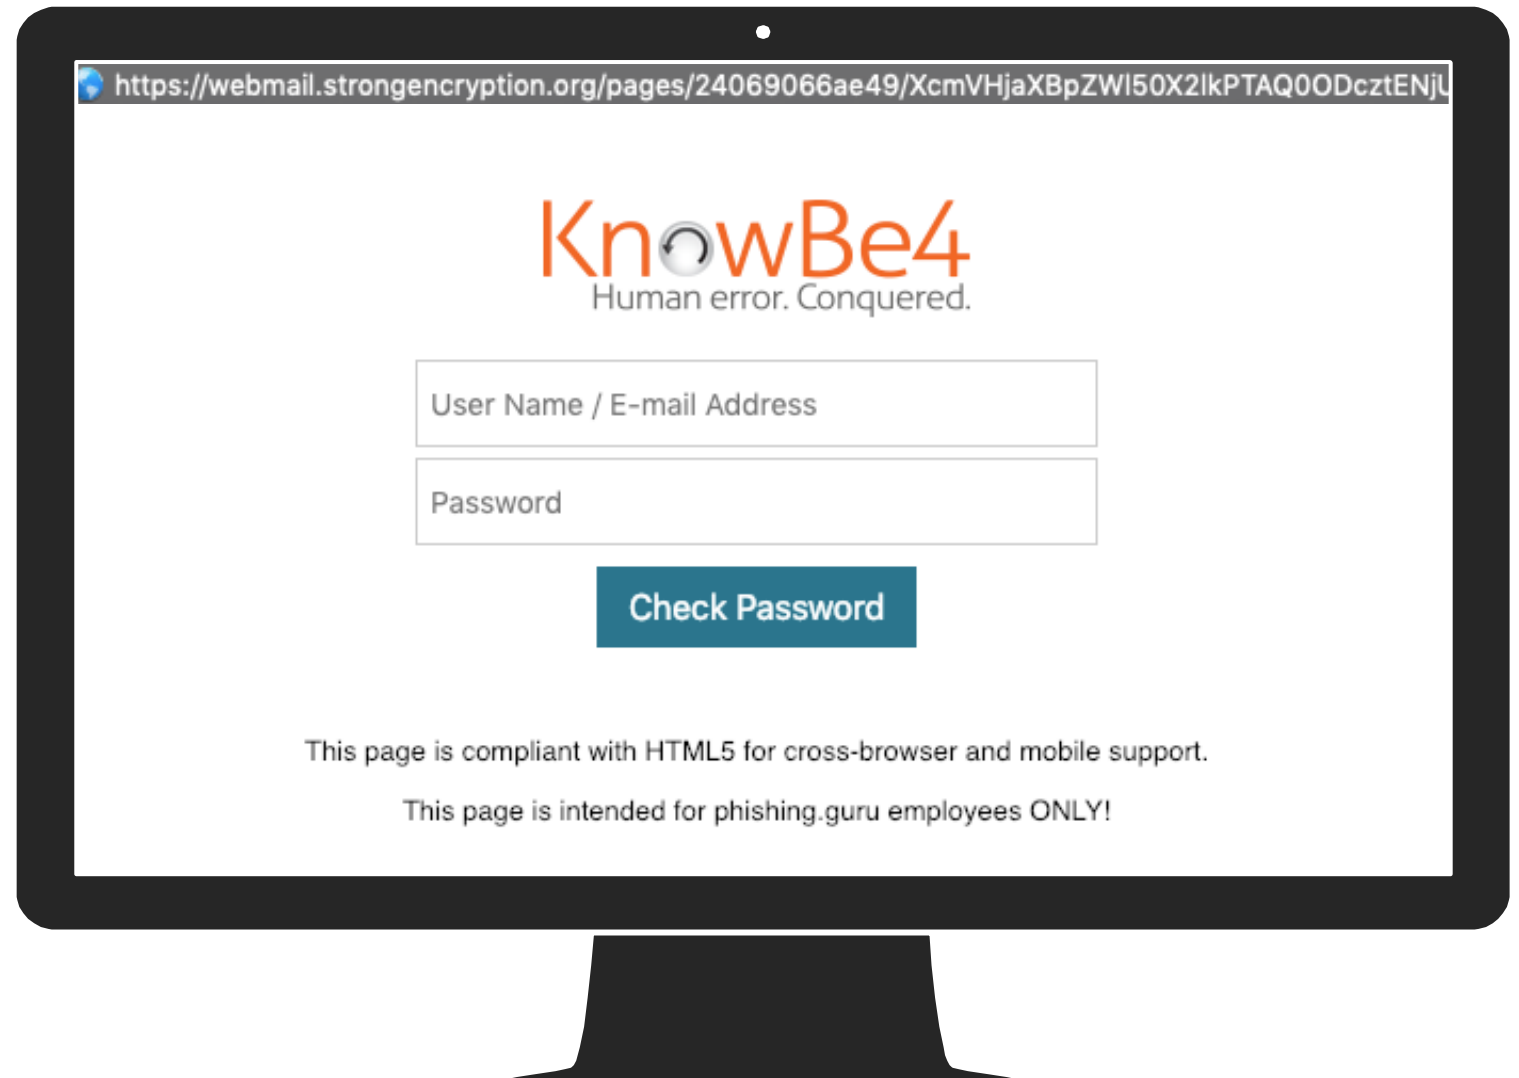 https://webmail.strongencryption.org/pages/24069066ae49/XcmVHjaXBpZWl50X2lkPTAQ0ODcztENjU
KnowBe4
Human error. Conquered.
User Name / E-mail Address
Password
Check Password
This page is compliant with HTML5 for cross-browser and mobile support.
This page is intended for phishing.guru employees ONLY!